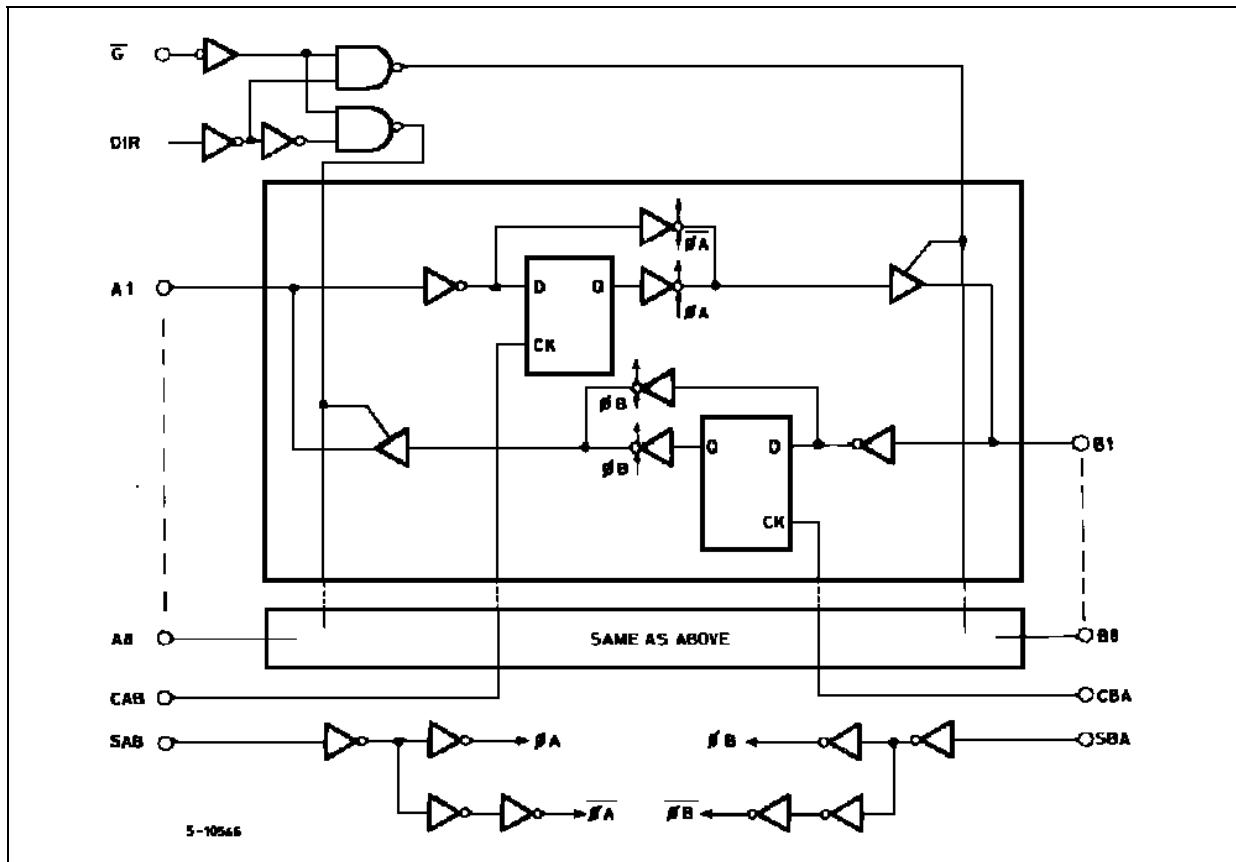 G̅
DIR
ØA̅
A1
D Q
ØA
CK
ØB
ØB
Q D
B1
CK
A8 SAME AS ABOVE B8
CAB CBA
SAB ØA ØB SBA
ØA̅ ØB̅
5-10566